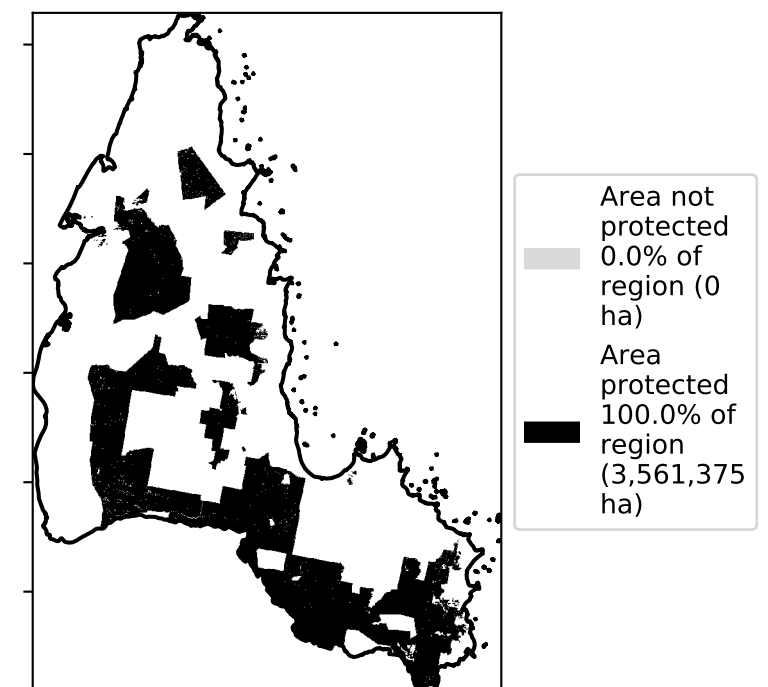 Area not
protected
0.0% of
region (0
ha)
Area
protected
100.0% of
region
(3,561,375
ha)